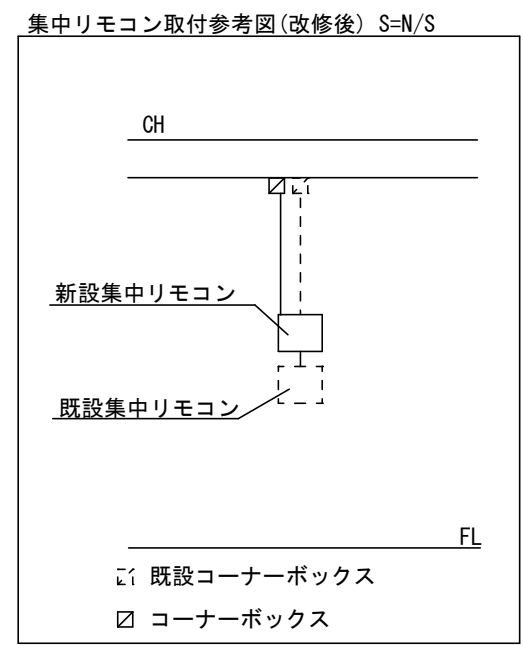 集中リモコン取付参考図(改修後) S=N/S
CH
新設集中リモコン
既設集中リモコン
FL
既設コーナーボックス
コーナーボックス